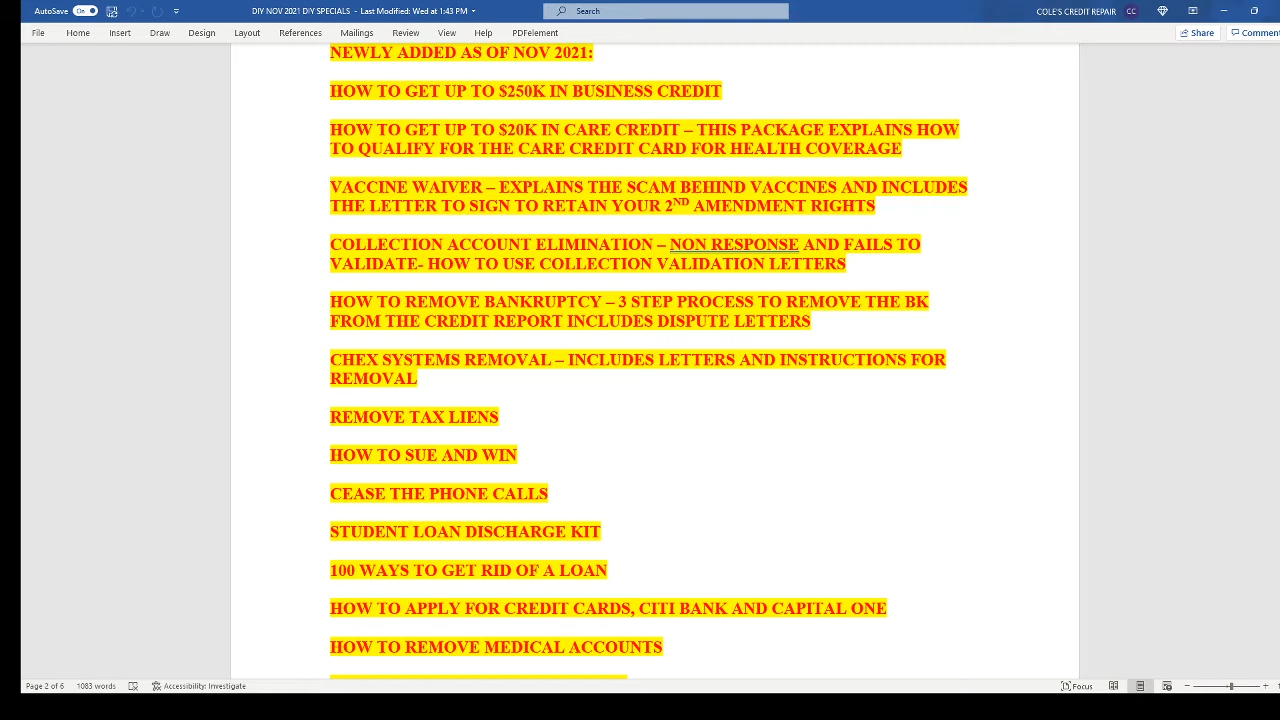 AutoSave On DIY NOV 2021 DIY SPECIALS - Last Modified: Wed at 1:43 PM Search COLE'S CREDIT REPAIR CC
File Home Insert Draw Design Layout References Mailings Review View Help PDFelement Share Comment
NEWLY ADDED AS OF NOV 2021:
HOW TO GET UP TO $250K IN BUSINESS CREDIT
HOW TO GET UP TO $20K IN CARE CREDIT – THIS PACKAGE EXPLAINS HOW
TO QUALIFY FOR THE CARE CREDIT CARD FOR HEALTH COVERAGE
VACCINE WAIVER – EXPLAINS THE SCAM BEHIND VACCINES AND INCLUDES
THE LETTER TO SIGN TO RETAIN YOUR 2ND AMENDMENT RIGHTS
COLLECTION ACCOUNT ELIMINATION – NON RESPONSE AND FAILS TO
VALIDATE- HOW TO USE COLLECTION VALIDATION LETTERS
HOW TO REMOVE BANKRUPTCY – 3 STEP PROCESS TO REMOVE THE BK
FROM THE CREDIT REPORT INCLUDES DISPUTE LETTERS
CHEX SYSTEMS REMOVAL – INCLUDES LETTERS AND INSTRUCTIONS FOR
REMOVAL
REMOVE TAX LIENS
HOW TO SUE AND WIN
CEASE THE PHONE CALLS
STUDENT LOAN DISCHARGE KIT
100 WAYS TO GET RID OF A LOAN
HOW TO APPLY FOR CREDIT CARDS, CITI BANK AND CAPITAL ONE
HOW TO REMOVE MEDICAL ACCOUNTS
Page 2 of 6 1083 words Accessibility: Investigate Focus